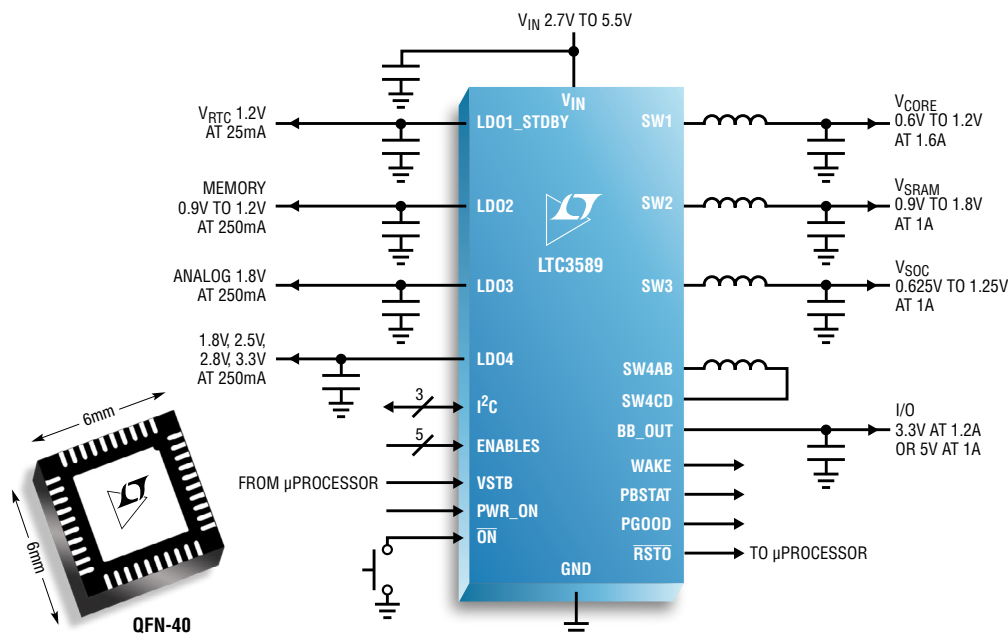 VIN 2.7V TO 5.5V
VIN
VRTC 1.2V
AT 25mA
LDO1_STDBY
MEMORY
0.9V TO 1.2V
AT 250mA
LDO2
ANALOG 1.8V
AT 250mA
LDO3
1.8V, 2.5V,
2.8V, 3.3V
AT 250mA
LDO4
3
I2C
5
ENABLES
FROM µPROCESSOR
VSTB
PWR_ON
ON
LTC3589
SW1
VCORE
0.6V TO 1.2V
AT 1.6A
SW2
VSRAM
0.9V TO 1.8V
AT 1A
SW3
VSOC
0.625V TO 1.25V
AT 1A
SW4AB
SW4CD
BB_OUT
I/O
3.3V AT 1.2A
OR 5V AT 1A
WAKE
PBSTAT
PGOOD
RSTO
TO µPROCESSOR
GND
6mm
6mm
QFN-40